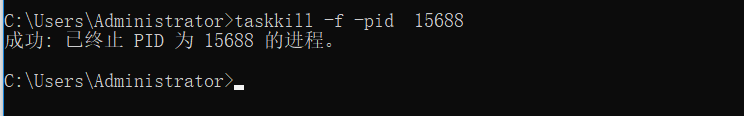 C:\Users\Administrator>taskkill -f -pid  15688
成功: 已终止 PID 为 15688 的进程。
C:\Users\Administrator>